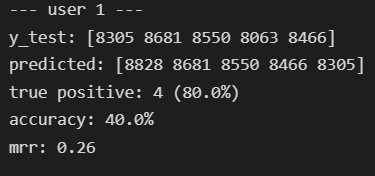 --- user 1 ---
y_test: [8305 8681 8550 8063 8466]
predicted: [8828 8681 8550 8466 8305]
true positive: 4 (80.0%)
accuracy: 40.0%
mrr: 0.26